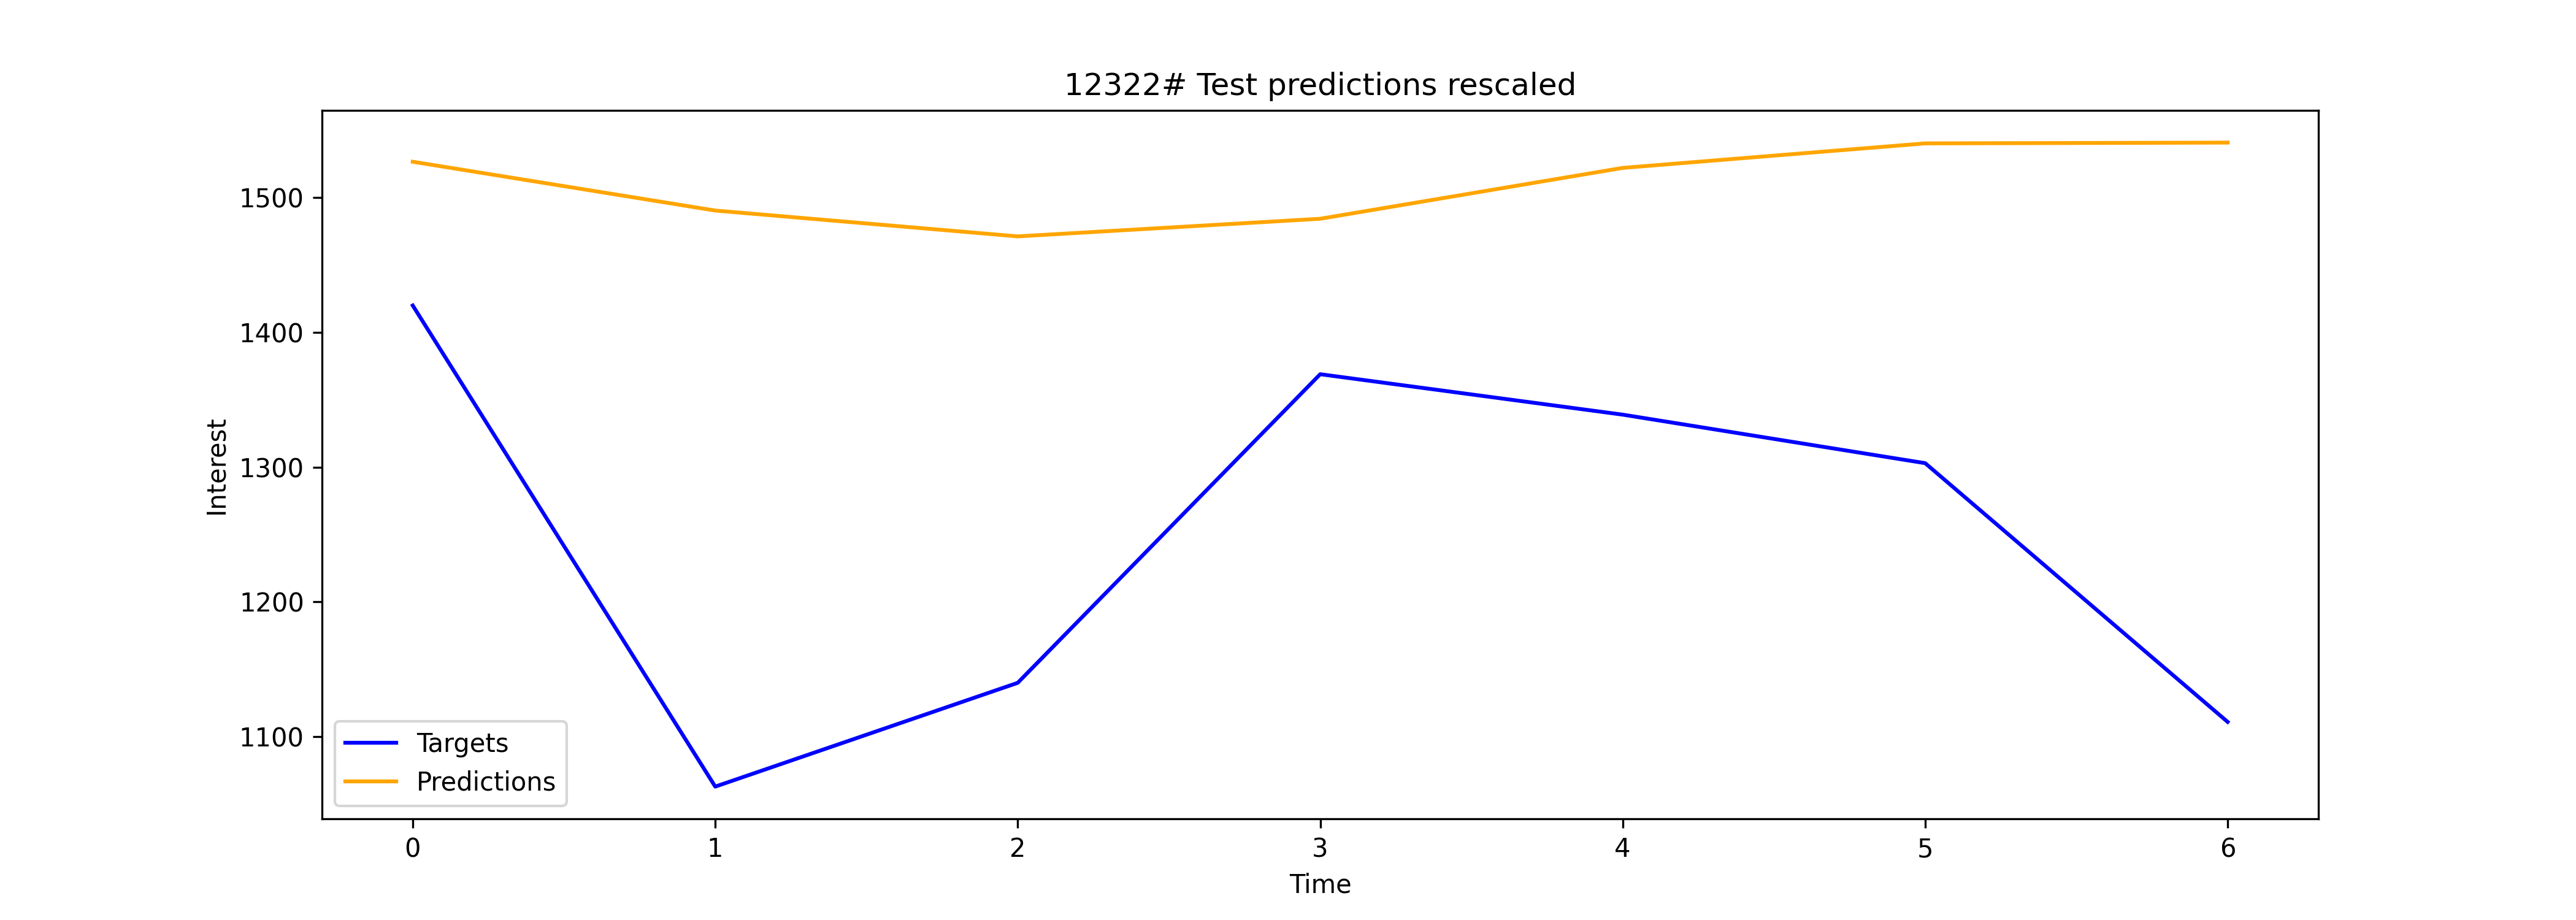 12322# Test predictions rescaled
1500
1400
1300
1200
1100
Interest
Targets
Predictions
0 1 2 3 4 5 6
Time